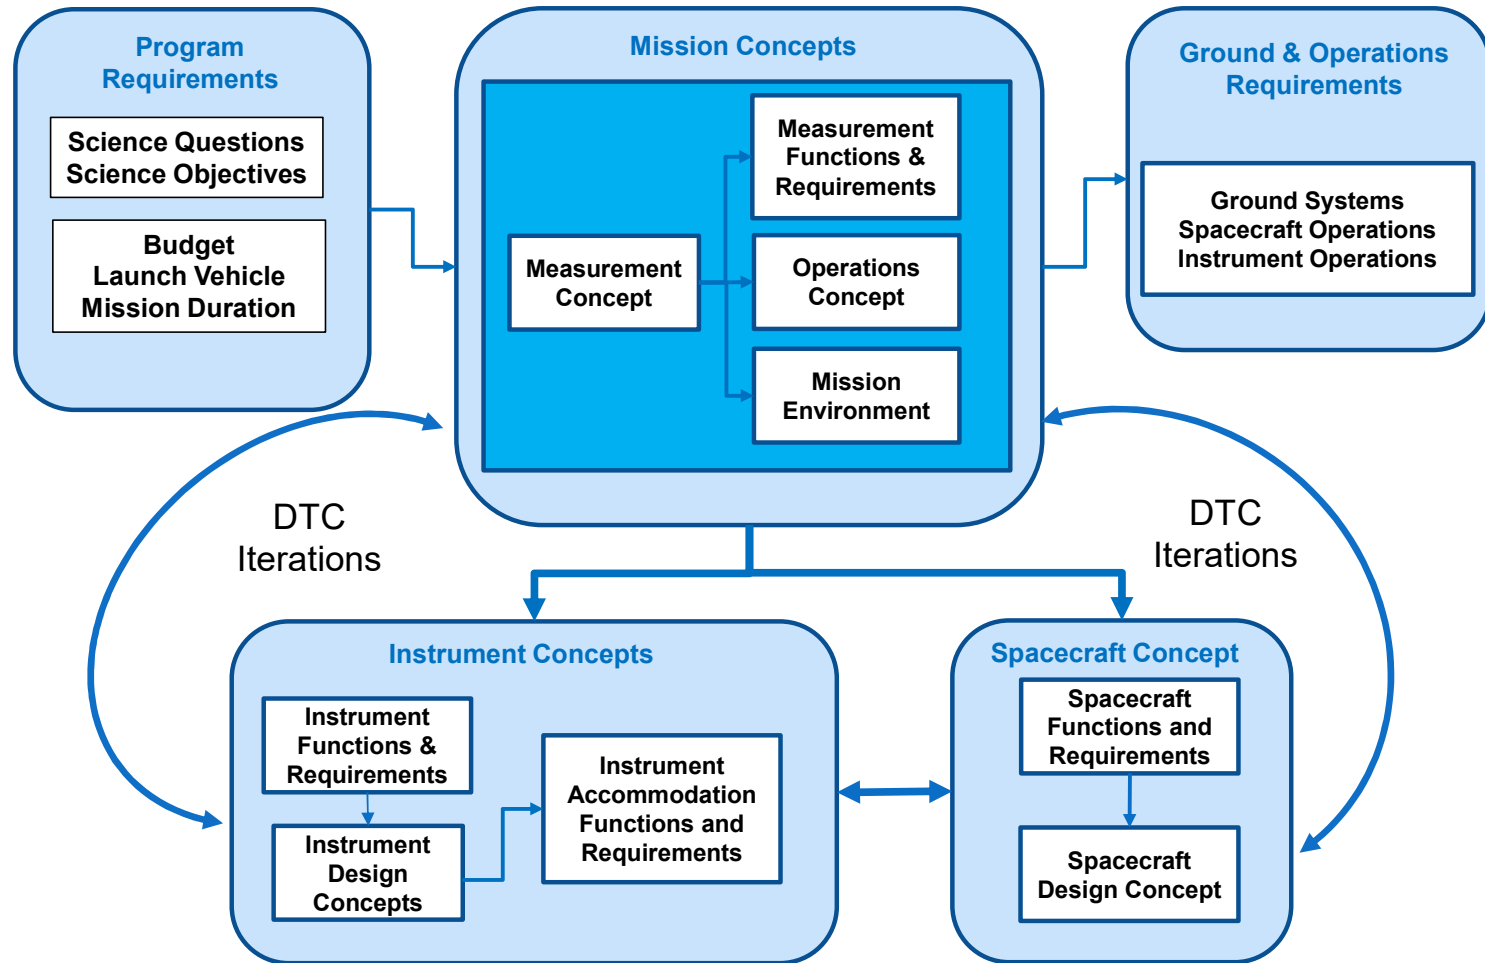 Program
Requirements
Science Questions
Science Objectives
Budget
Launch Vehicle
Mission Duration
Mission Concepts
Measurement
Concept
Measurement
Functions &
Requirements
Operations
Concept
Mission
Environment
Ground & Operations
Requirements
Ground Systems
Spacecraft Operations
Instrument Operations
DTC
Iterations
DTC
Iterations
Instrument Concepts
Instrument
Functions &
Requirements
Instrument
Design
Concepts
Instrument
Accommodation
Functions and
Requirements
Spacecraft Concept
Spacecraft
Functions and
Requirements
Spacecraft
Design Concept